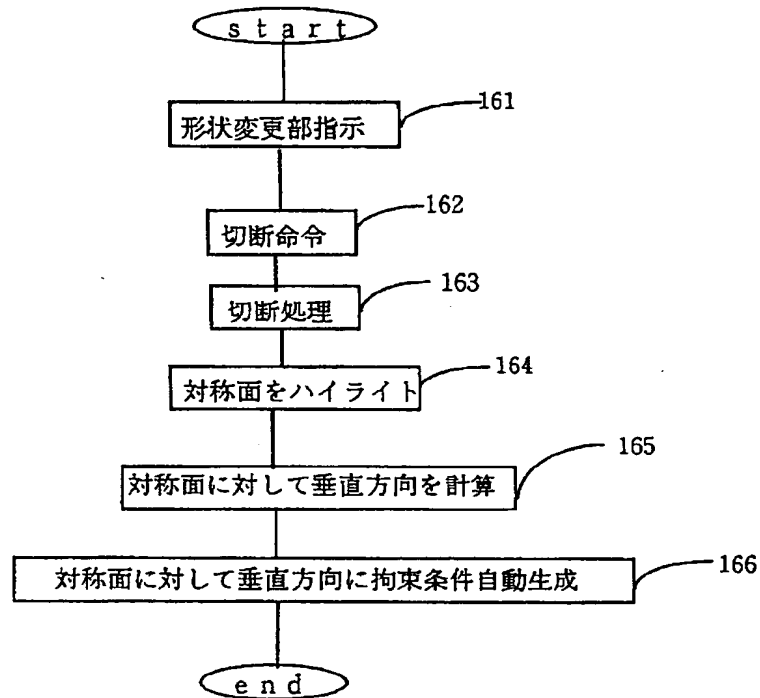 start
161
形状変更部指示
162
切断命令
163
切断処理
164
対称面をハイライト
165
対称面に対して垂直方向を計算
166
対称面に対して垂直方向に拘束条件自動生成
end